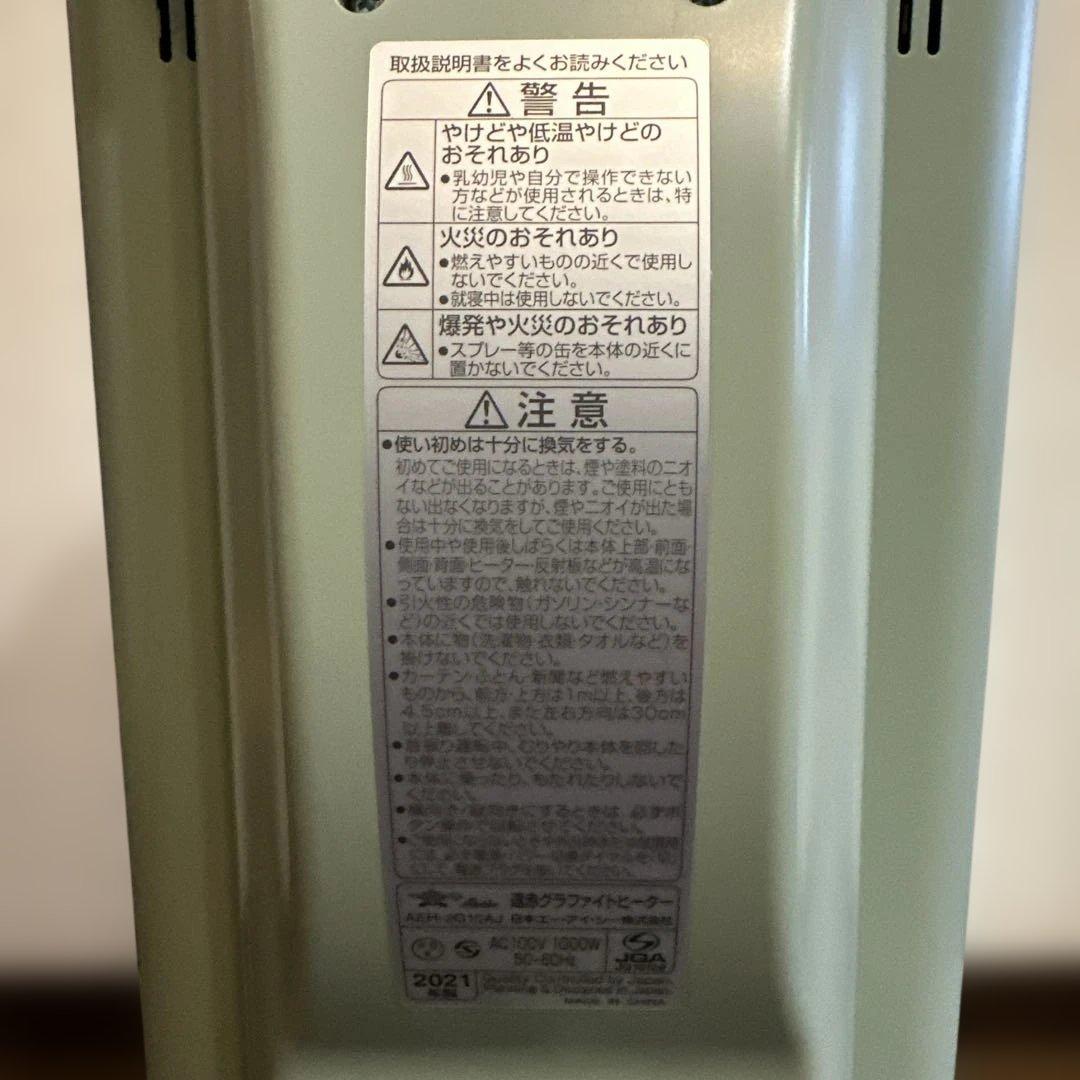 取扱説明書をよくお読みください
警告
やけどや低温やけどの
おそれあり
●乳幼児や自分で操作できない
方などが使用されるときは、特
に注意してください。
火災のおそれあり
●燃えやすいものの近くで使用し
ないでください。
●就寝中は使用しないでください。
爆発や火災のおそれあり
●スプレー等の缶を本体の近くに
置かないでください。
注意
●使い初めは十分に換気をする。
初めてご使用になるときは、煙や塗料のニオ
イなどが出ることがあります。ご使用にとも
ない出なくなりますが、煙やニオイが出た場
合は十分に換気をしてご使用ください。
●使用中や使用後しばらくは本体上部・前面・
側面・背面・ヒーター・反射板などが高温にな
っていますので、触れないでください。
●引火性の危険物(ガソリン・シンナーな
ど)の近くでは使用しないでください。
●本体に物(洗濯物・衣類・タオルなど)を
掛けないでください。
●カーテン・ふとん・新聞など燃えやすい
ものから、前方・上方は1m以上、後方は
4.5cm以上、また左右方向は30cm
以上離してください。
●首振り運転中、むりやり本体を回した
り停止させないでください。
●本体に乗ったり、もたれたりしないで
ください。
にするときは、必ずボ
タン
ください。
遠赤グラファイトヒーター
日本エー・アイ・シー株式会社
AC100V 1000W
50-60Hz
JQA
2021
年製
Quality Controlled by Japan.
Planning & Designed in Japan
MADE IN CHINA